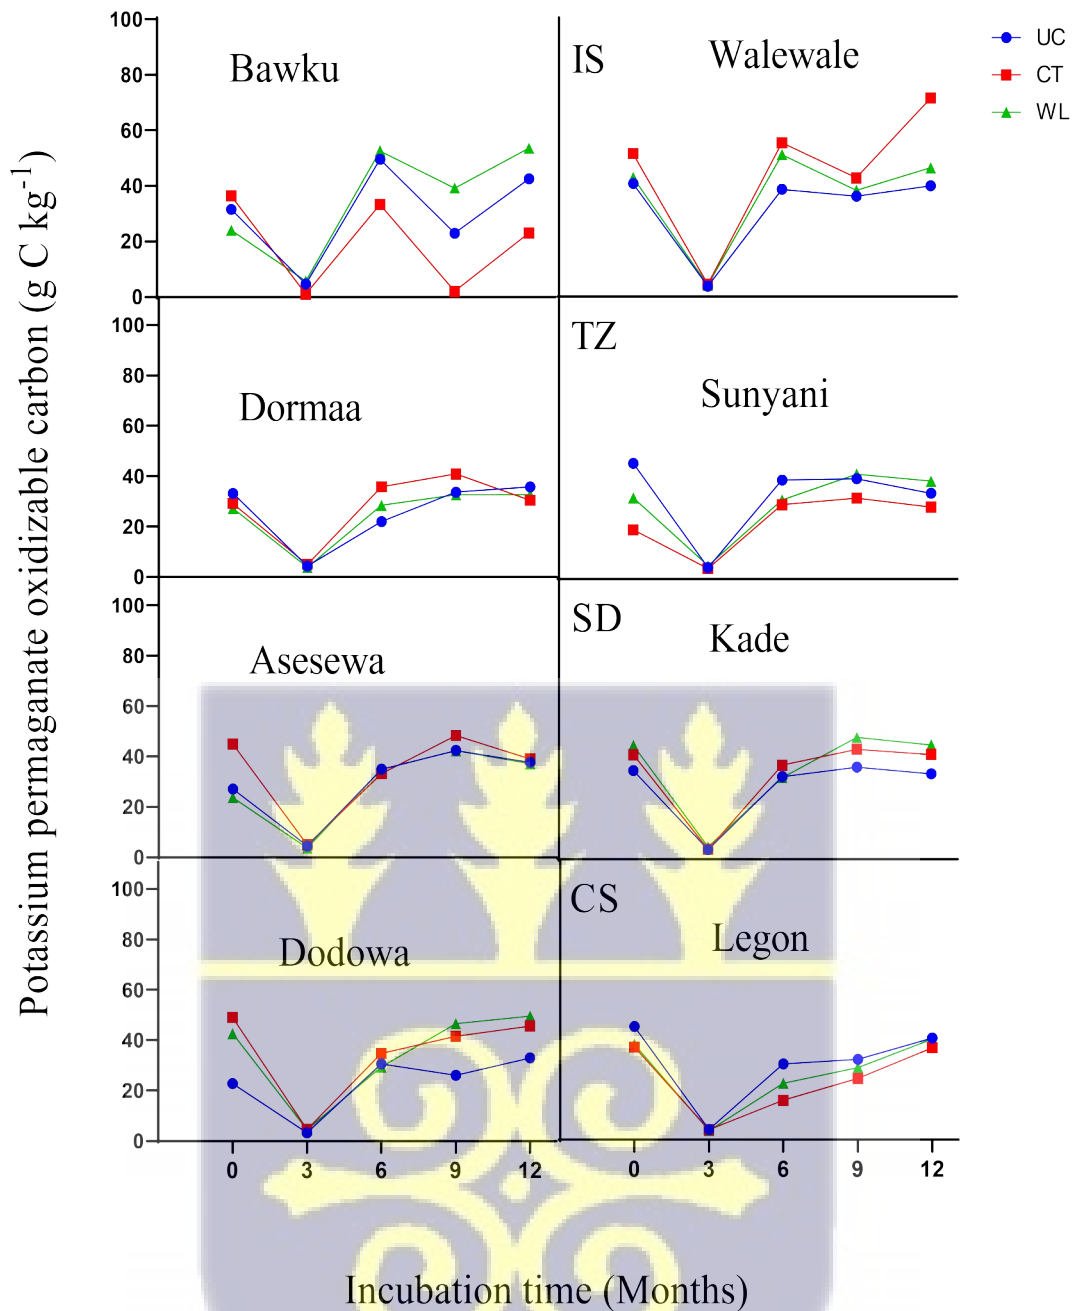 Potassium permaganate oxidizable carbon (g C kg-1)
100
80
60
40
20
0
Bawku
IS
Walewale
UC
CT
WL
100
80
60
40
20
0
Dormaa
TZ
Sunyani
100
80
60
40
20
0
Asesewa
SD
Kade
100
80
60
40
20
0
Dodowa
CS
Legon
0 3 6 9 12
0 3 6 9 12
Incubation time (Months)